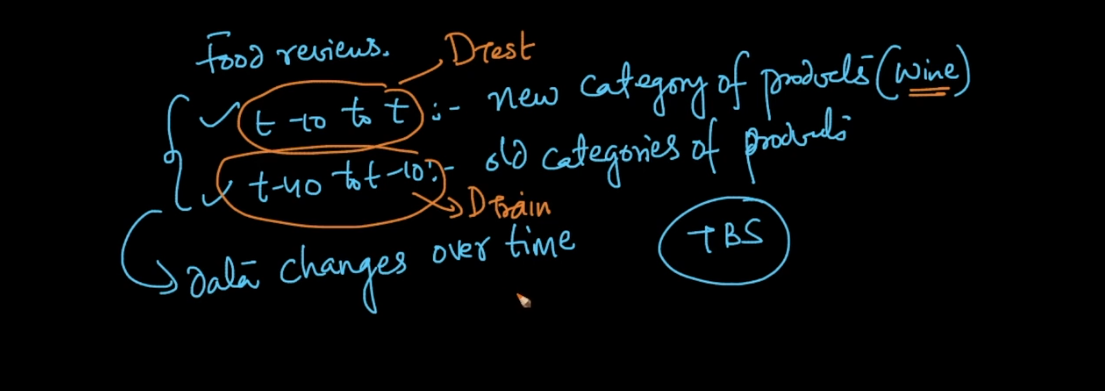 Food reviews. Dtest
t-10 to t :- new category of products (wine)
t-40 to t-10 :- old categories of products
Dtrain
TBS
data changes over time